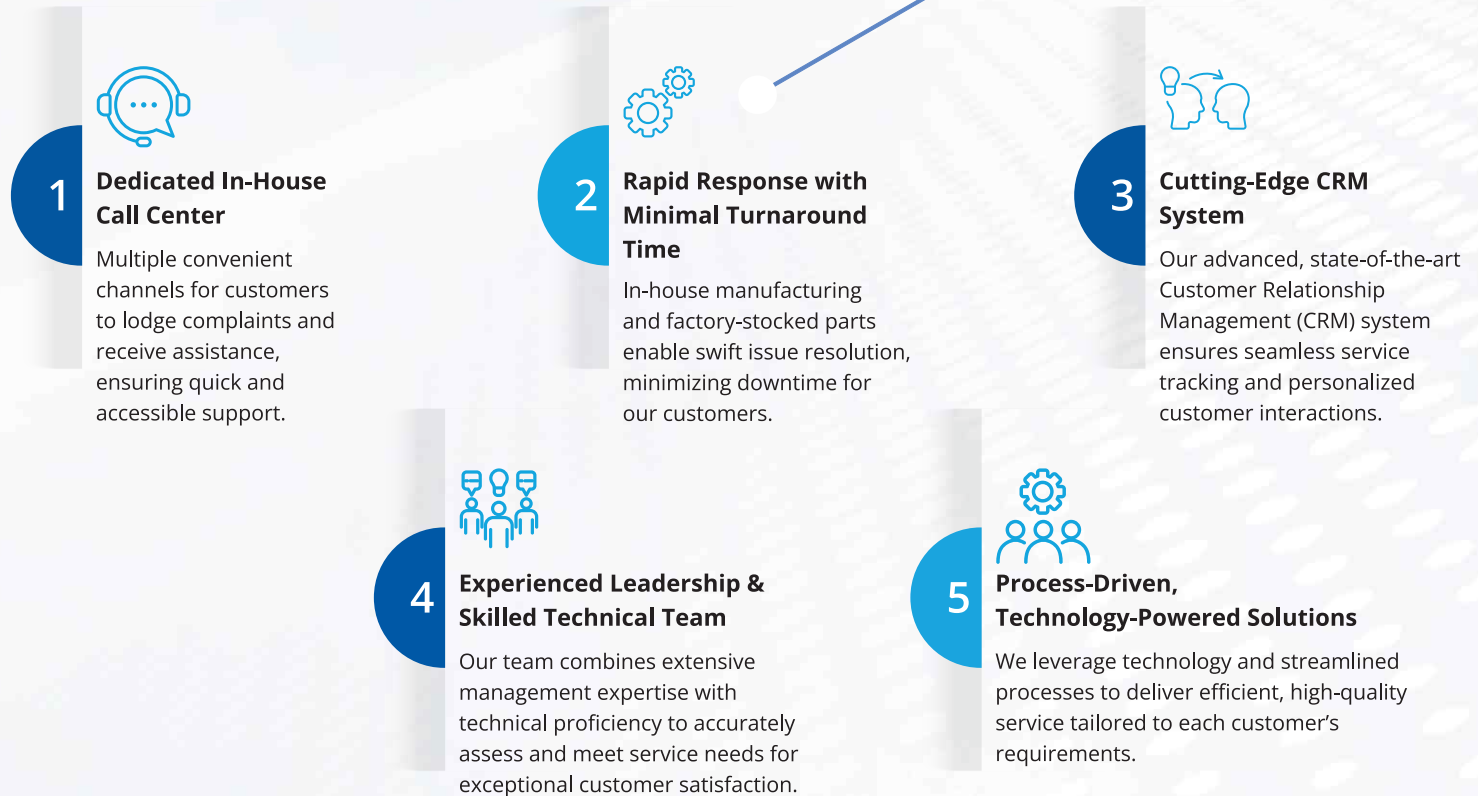 1
Dedicated In-House
Call Center
Multiple convenient
channels for customers
to lodge complaints and
receive assistance,
ensuring quick and
accessible support.
2
Rapid Response with
Minimal Turnaround
Time
In-house manufacturing
and factory-stocked parts
enable swift issue resolution,
minimizing downtime for
our customers.
3
Cutting-Edge CRM
System
Our advanced, state-of-the-art
Customer Relationship
Management (CRM) system
ensures seamless service
tracking and personalized
customer interactions.
4
Experienced Leadership &
Skilled Technical Team
Our team combines extensive
management expertise with
technical proficiency to accurately
assess and meet service needs for
exceptional customer satisfaction.
5
Process-Driven,
Technology-Powered Solutions
We leverage technology and streamlined
processes to deliver efficient, high-quality
service tailored to each customer’s
requirements.